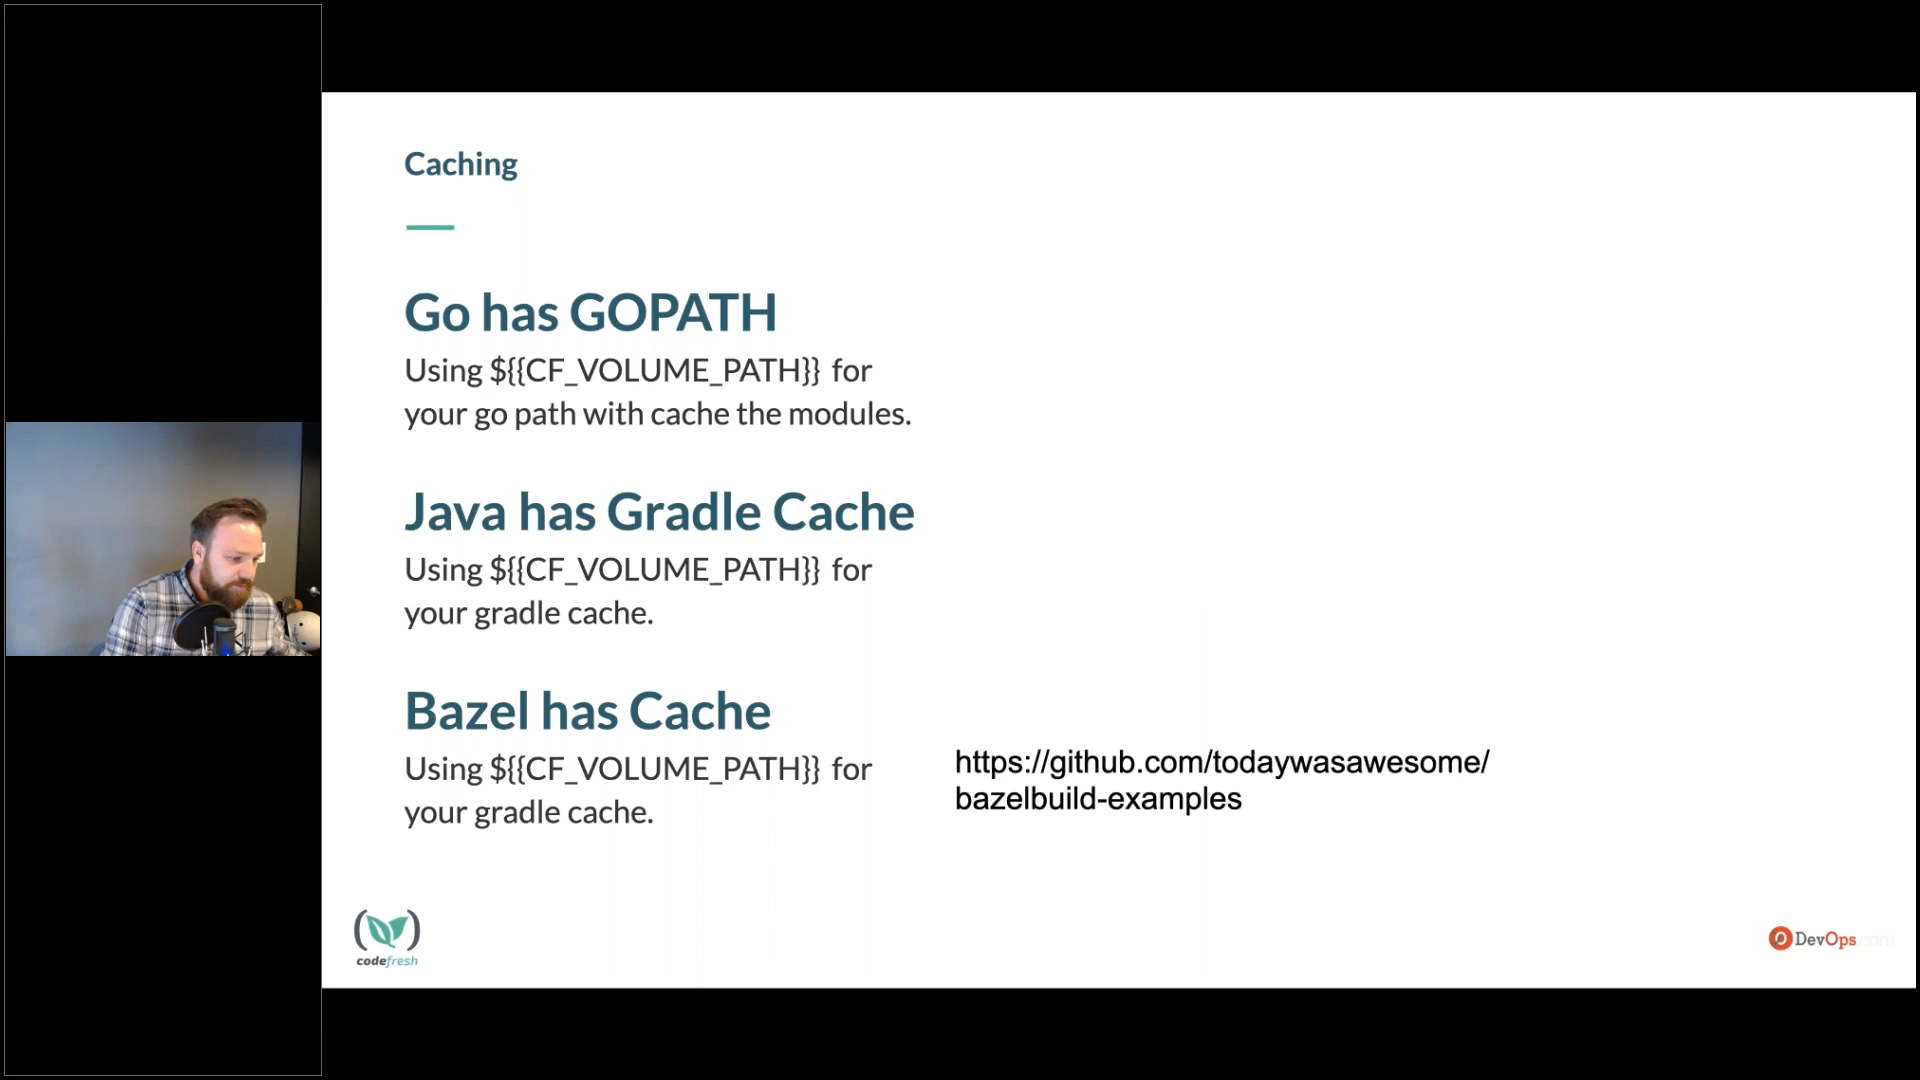 Caching
Go has GOPATH
Using ${{CF_VOLUME_PATH}} for
your go path with cache the modules.
Java has Gradle Cache
Using ${{CF_VOLUME_PATH}} for
your gradle cache.
Bazel has Cache
Using ${{CF_VOLUME_PATH}} for
your gradle cache.
https://github.com/todaywasawesome/
bazelbuild-examples
codefresh
DevOps.com